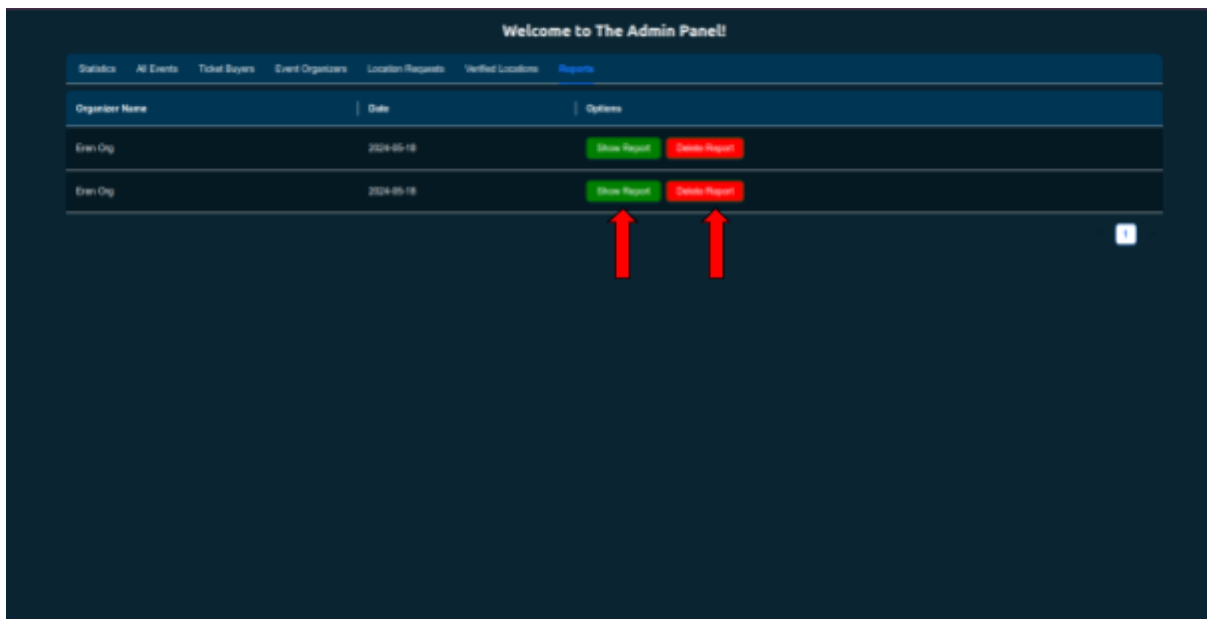 Welcome to The Admin Panel!
Statistics All Events Ticket Buyers Event Organizers Location Requests Verified Locations Reports
Organizer Name Date Options
Eren Org 2024-05-18 Show Report Delete Report
Eren Org 2024-05-18 Show Report Delete Report
1